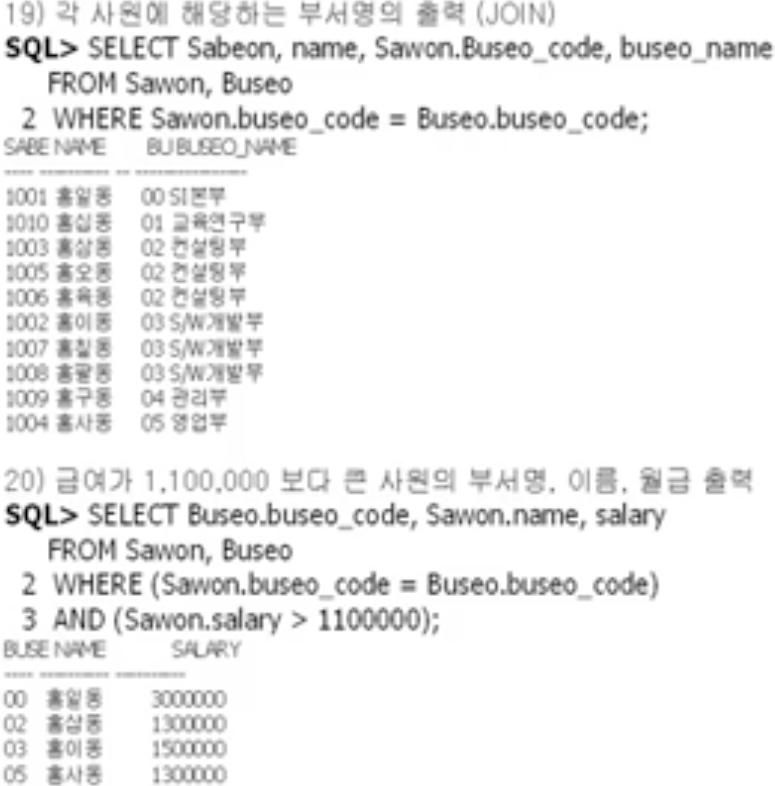 19) 각 사원에 해당하는 부서명의 출력 (JOIN)
SQL> SELECT Sabeon, name, Sawon.Buseo_code, buseo_name
FROM Sawon, Buseo
2 WHERE Sawon.buseo_code = Buseo.buseo_code;
SABE NAME BU BUSEO_NAME
---- ---------- -- ----------------
1001 홍일동 00 SI본부
1010 홍십동 01 교육연구부
1003 홍삼동 02 컨설팅부
1005 홍오동 02 컨설팅부
1006 홍육동 02 컨설팅부
1002 홍이동 03 S/W개발부
1007 홍칠동 03 S/W개발부
1008 홍팔동 03 S/W개발부
1009 홍구동 04 관리부
1004 홍사동 05 영업부
20) 급여가 1,100,000 보다 큰 사원의 부서명, 이름, 월급 출력
SQL> SELECT Buseo.buseo_code, Sawon.name, salary
FROM Sawon, Buseo
2 WHERE (Sawon.buseo_code = Buseo.buseo_code)
3 AND (Sawon.salary > 1100000);
BUSE NAME SALARY
---- ---------- ----------
00 홍일동 3000000
02 홍삼동 1300000
03 홍이동 1500000
05 홍사동 1300000